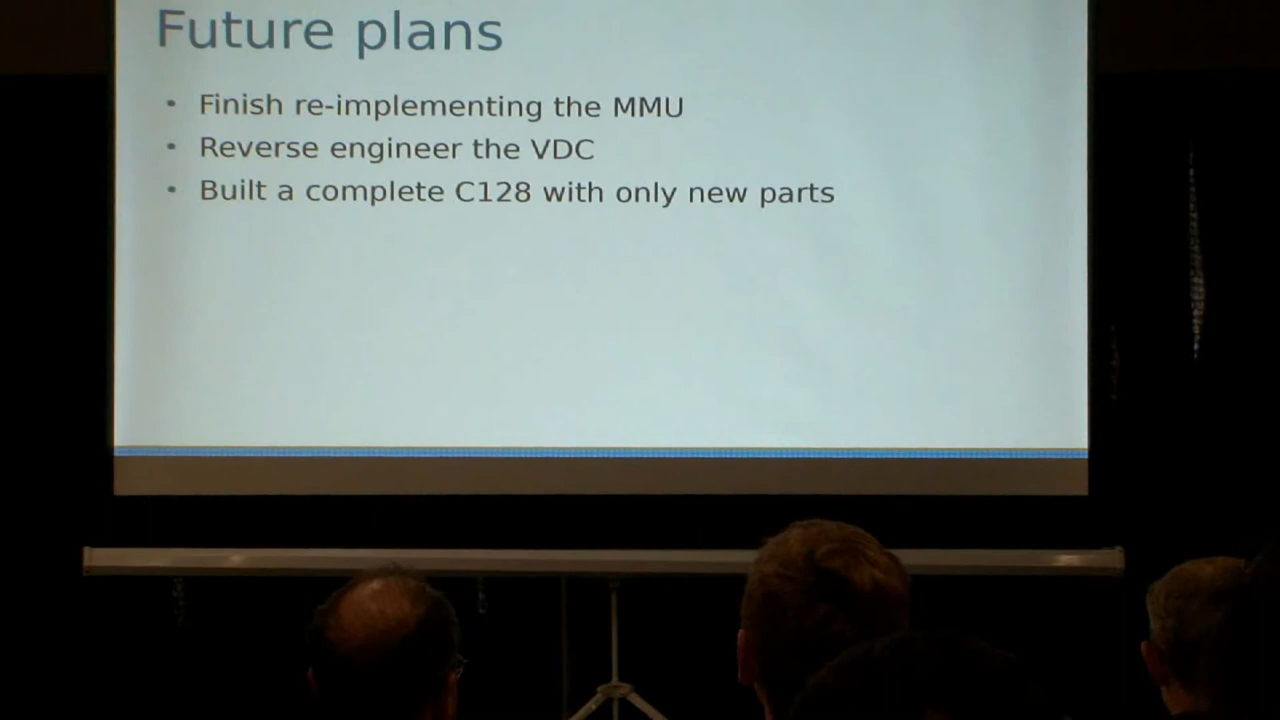 Future plans
• Finish re-implementing the MMU
• Reverse engineer the VDC
• Built a complete C128 with only new parts